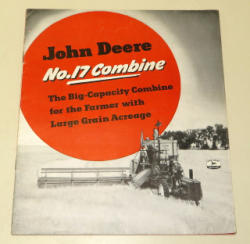 John Deere
No.17 Combine
The Big-Capacity Combine
for the Farmer with
Large Grain Acreage